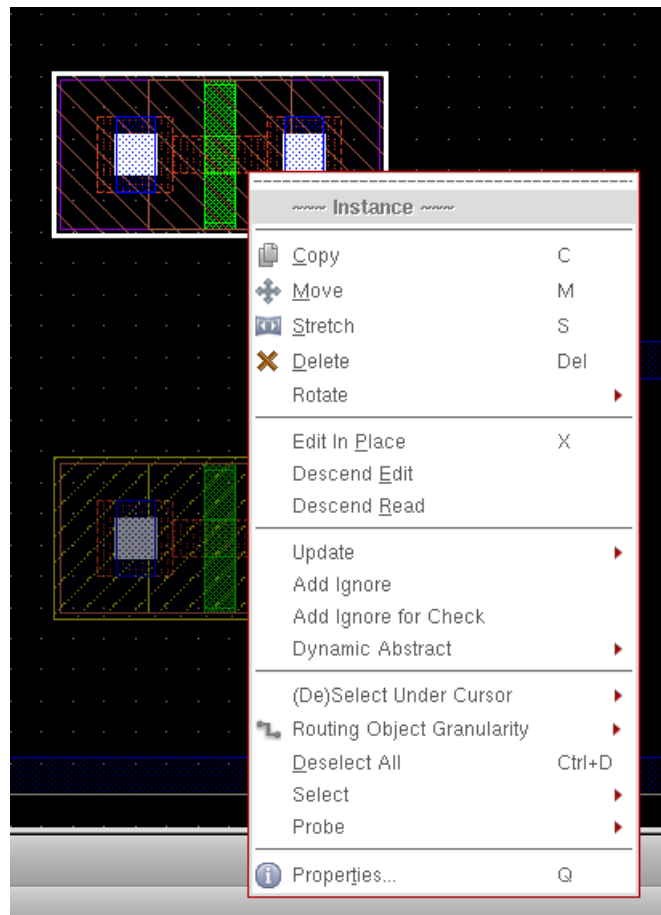 ~~~ Instance ~~~
Copy C
Move M
Stretch S
Delete Del
Rotate
Edit In Place X
Descend Edit
Descend Read
Update
Add Ignore
Add Ignore for Check
Dynamic Abstract
(De)Select Under Cursor
Routing Object Granularity
Deselect All Ctrl+D
Select
Probe
Properties... Q